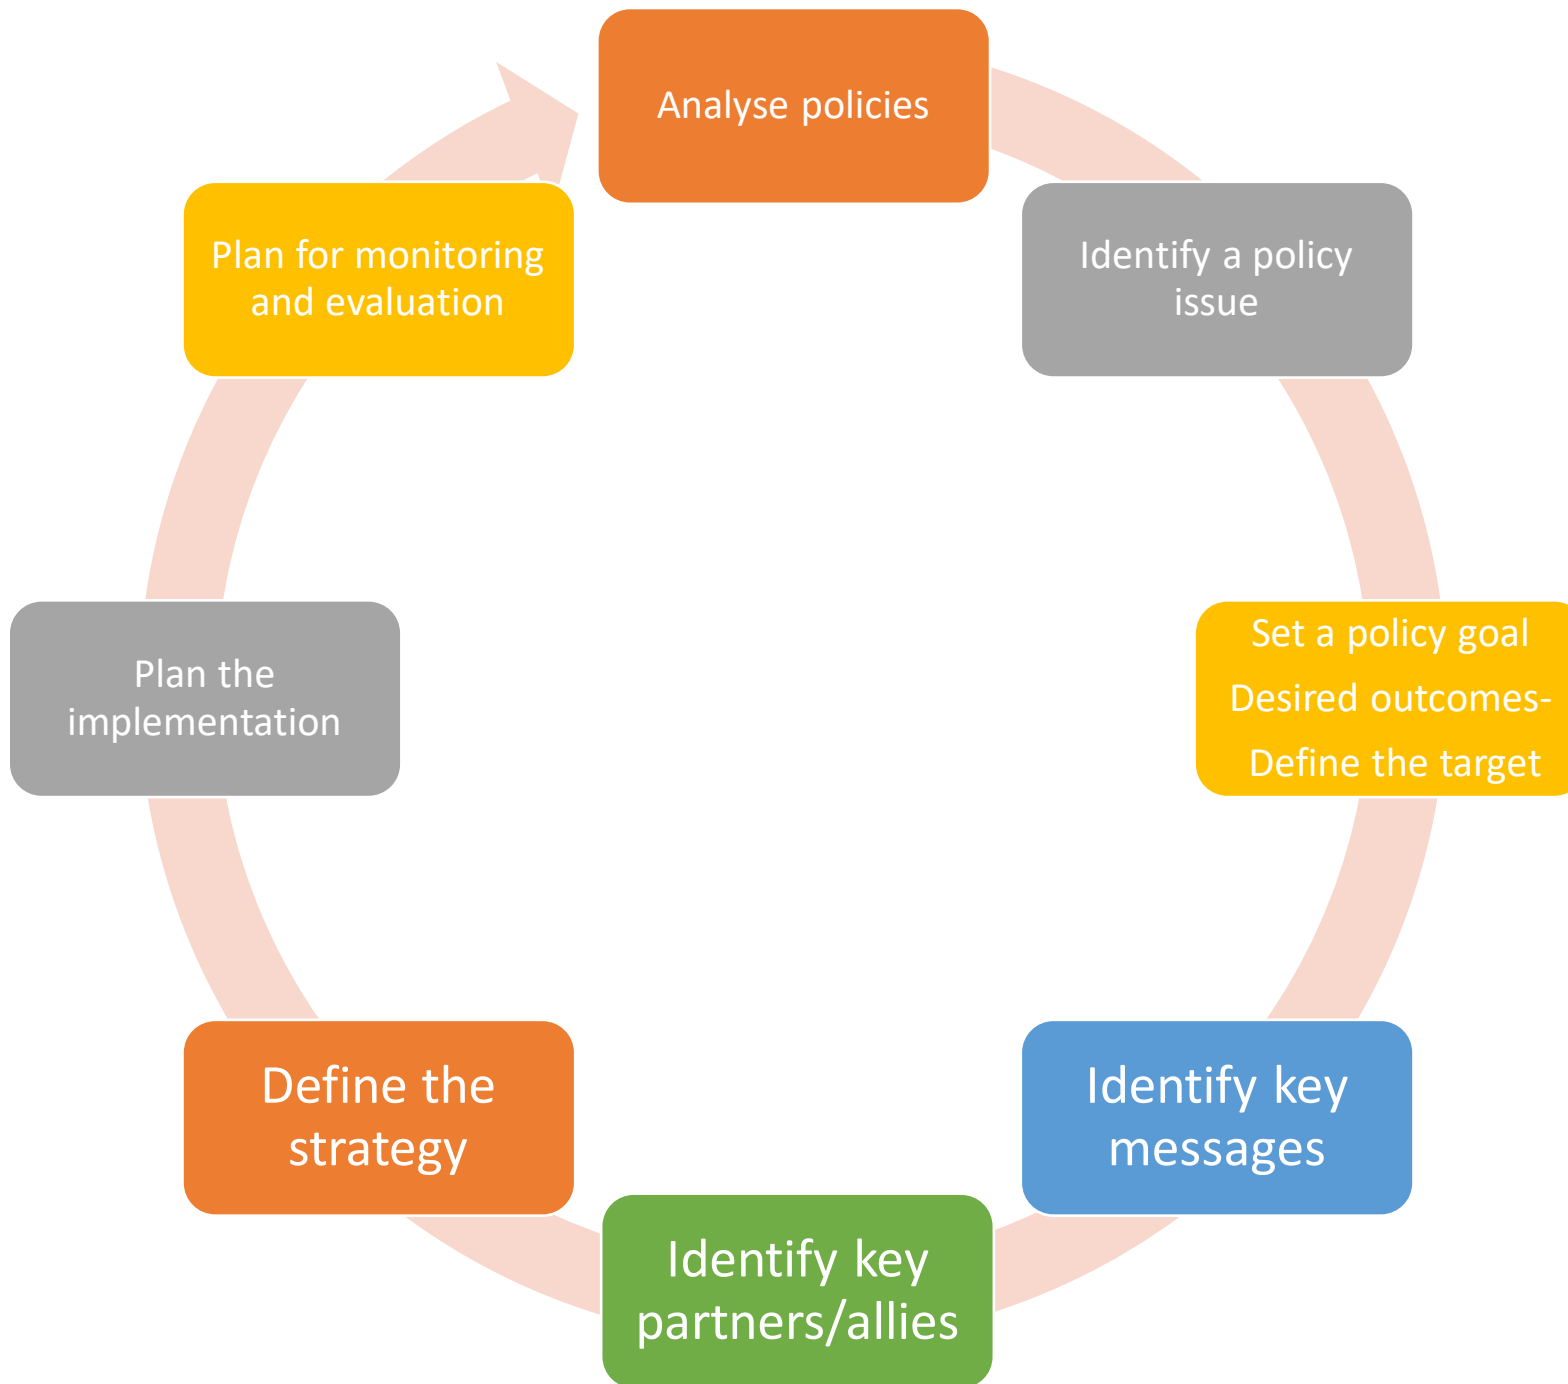 Analyse policies
Identify a policy
issue
Set a policy goal
Desired outcomes-
Define the target
Identify key
messages
Identify key
partners/allies
Define the
strategy
Plan the
implementation
Plan for monitoring
and evaluation